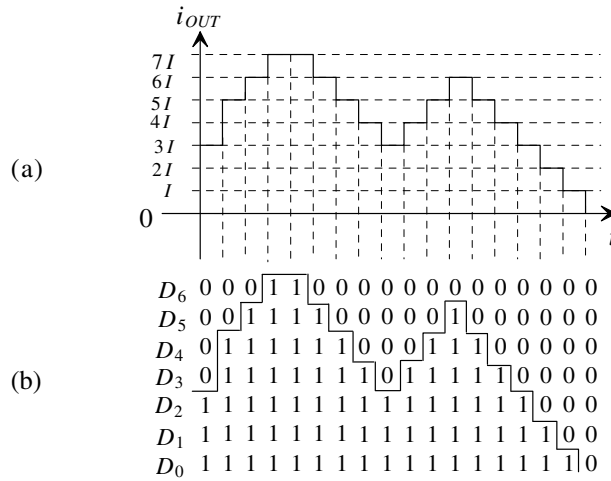 i_OUT
7I
6I
5I
4I
3I
2I
I
0
(a)
D6 0 0 0 1 1 0 0 0 0 0 0 0 0 0 0 0 0 0
D5 0 0 1 1 1 1 0 0 0 0 0 1 0 0 0 0 0 0
D4 0 1 1 1 1 1 1 0 0 0 1 1 1 0 0 0 0 0
D3 0 1 1 1 1 1 1 1 0 1 1 1 1 1 0 0 0 0
D2 1 1 1 1 1 1 1 1 1 1 1 1 1 1 1 0 0 0
D1 1 1 1 1 1 1 1 1 1 1 1 1 1 1 1 1 0 0
D0 1 1 1 1 1 1 1 1 1 1 1 1 1 1 1 1 1 0
(b)